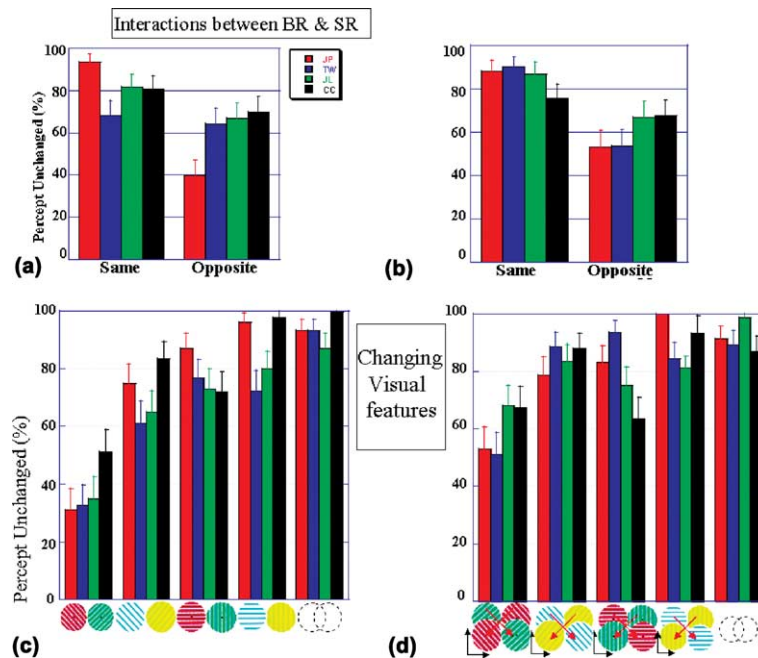 Interactions between BR & SR
JP
TW
JL
CC
Percept Unchanged (%)
100
80
60
40
20
0
Same
Opposite
(a)
100
80
60
40
20
0
Same
Opposite
(b)
Changing
Visual
features
Percept Unchanged (%)
100
80
60
40
20
0
(c)
100
80
60
40
20
0
(d)